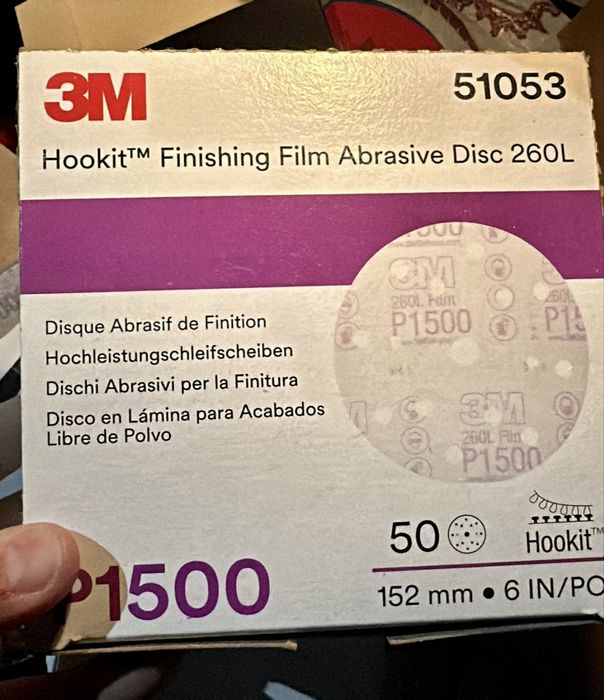 3M
51053
Hookit™ Finishing Film Abrasive Disc 260L
3M
260L Film
P1500
Disque Abrasif de Finition
Hochleistungsschleifscheiben
Dischi Abrasivi per la Finitura
Disco en Lámina para Acabados
Libre de Polvo
3M
260L Film
P1500
50
Hookit™
P1500
152 mm • 6 IN/PO